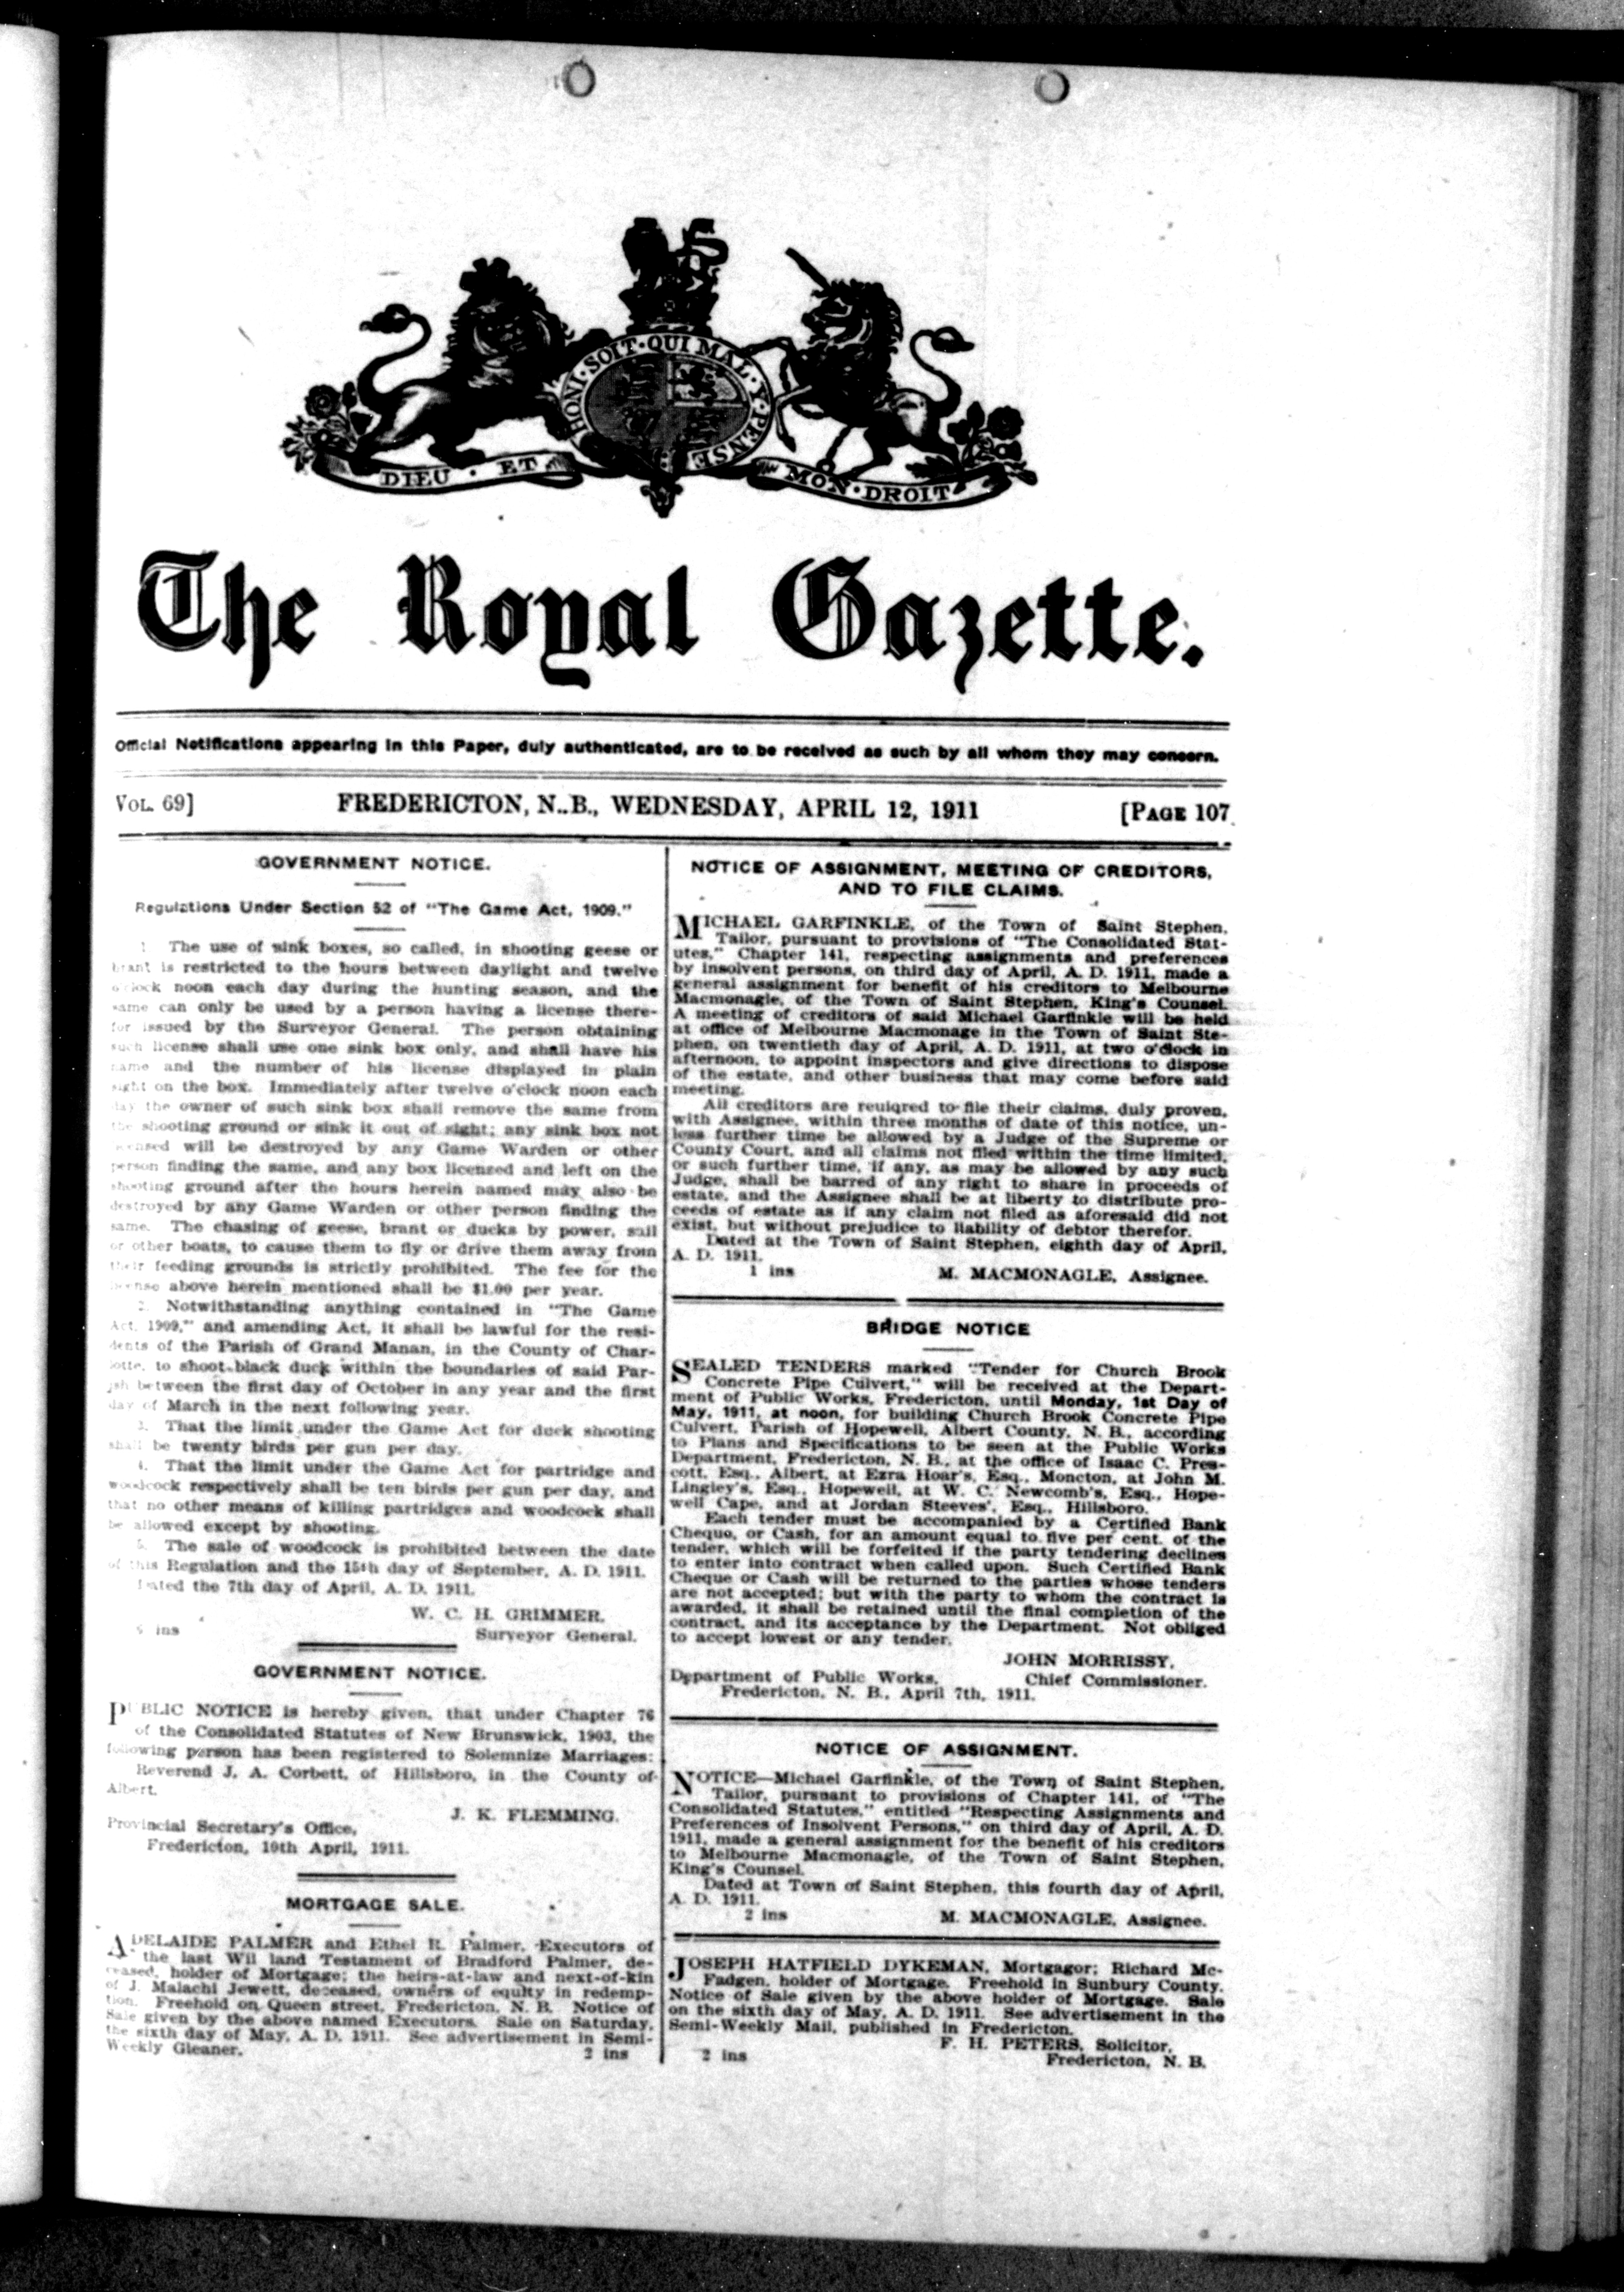 HONI·SOIT·QUI MAL·Y·PENSE
DIEU · ET
MON·DROIT
The Royal Gazette.
Official Notifications appearing in this Paper, duly authenticated, are to be received as such by all whom they may concern.
VOL. 69]
FREDERICTON, N..B., WEDNESDAY, APRIL 12, 1911
[PAGE 107
GOVERNMENT NOTICE.
Regulations Under Section 52 of "The Game Act, 1909."
1 The use of sink boxes, so called, in shooting geese or
brant is restricted to the hours between daylight and twelve
o'clock noon each day during the hunting season, and the
same can only be used by a person having a license there-
for issued by the Surveyor General. The person obtaining
such license shall use one sink box only, and shall have his
name and the number of his license displayed in plain
sight on the box. Immediately after twelve o'clock noon each
day the owner of such sink box shall remove the same from
the shooting ground or sink it out of sight; any sink box not
licensed will be destroyed by any Game Warden or other
person finding the same, and any box licensed and left on the
shooting ground after the hours herein named may also be
destroyed by any Game Warden or other person finding the
same. The chasing of geese, brant or ducks by power, sail
or other boats, to cause them to fly or drive them away from
their feeding grounds is strictly prohibited. The fee for the
license above herein mentioned shall be $1.00 per year.
2. Notwithstanding anything contained in "The Game
Act, 1909," and amending Act, it shall be lawful for the resi-
dents of the Parish of Grand Manan, in the County of Char-
lotte, to shoot black duck within the boundaries of said Par-
ish between the first day of October in any year and the first
day of March in the next following year.
3. That the limit under the Game Act for duck shooting
shall be twenty birds per gun per day.
4. That the limit under the Game Act for partridge and
woodcock respectively shall be ten birds per gun per day, and
that no other means of killing partridges and woodcock shall
be allowed except by shooting.
5. The sale of woodcock is prohibited between the date
of this Regulation and the 15th day of September, A. D. 1911.
Dated the 7th day of April, A. D. 1911.
W. C. H. GRIMMER,
ins
Surveyor General.
GOVERNMENT NOTICE.
PUBLIC NOTICE is hereby given, that under Chapter 76
of the Consolidated Statutes of New Brunswick, 1903, the
following person has been registered to Solemnize Marriages:
Reverend J. A. Corbett, of Hillsboro, in the County of
Albert.
J. K. FLEMMING.
Provincial Secretary's Office,
Fredericton, 10th April, 1911.
MORTGAGE SALE.
ADELAIDE PALMER and Ethel R. Palmer, Executors of
the last Wil land Testament of Bradford Palmer, de-
ceased, holder of Mortgage; the heirs-at-law and next-of-kin
of J. Malachi Jewett, deceased, owners of equity in redemp-
tion. Freehold on Queen street, Fredericton, N. B. Notice of
Sale given by the above named Executors. Sale on Saturday,
the sixth day of May, A. D. 1911. See advertisement in Semi-
Weekly Gleaner.
2 ins
NOTICE OF ASSIGNMENT, MEETING OF CREDITORS,
AND TO FILE CLAIMS.
MICHAEL GARFINKLE, of the Town of Saint Stephen,
Tailor, pursuant to provisions of "The Consolidated Stat-
utes," Chapter 141, respecting assignments and preferences
by insolvent persons, on third day of April, A. D. 1911, made a
general assignment for benefit of his creditors to Melbourne
Macmonagle, of the Town of Saint Stephen, King's Counsel.
A meeting of creditors of said Michael Garfinkle will be held
at office of Melbourne Macmonage in the Town of Saint Ste-
phen, on twentieth day of April, A. D. 1911, at two o'clock in
afternoon, to appoint inspectors and give directions to dispose
of the estate, and other business that may come before said
meeting.
All creditors are reuiqred to file their claims, duly proven,
with Assignee, within three months of date of this notice, un-
less further time be allowed by a Judge of the Supreme or
County Court, and all claims not filed within the time limited,
or such further time, if any, as may be allowed by any such
Judge, shall be barred of any right to share in proceeds of
estate, and the Assignee shall be at liberty to distribute pro-
ceeds of estate as if any claim not filed as aforesaid did not
exist, but without prejudice to liability of debtor therefor.
Dated at the Town of Saint Stephen, eighth day of April,
A. D. 1911.
1 ins
M. MACMONAGLE, Assignee.
BRIDGE NOTICE
SEALED TENDERS marked "Tender for Church Brook
Concrete Pipe Culvert," will be received at the Depart-
ment of Public Works, Fredericton, until Monday, 1st Day of
May, 1911, at noon, for building Church Brook Concrete Pipe
Culvert, Parish of Hopewell, Albert County, N. B., according
to Plans and Specifications to be seen at the Public Works
Department, Fredericton, N. B., at the office of Isaac C. Pres-
cott, Esq., Albert, at Ezra Hoar's, Esq., Moncton, at John M.
Lingley's, Esq., Hopewell, at W. C. Newcomb's, Esq., Hope-
well Cape, and at Jordan Steeves', Esq., Hillsboro.
Each tender must be accompanied by a Certified Bank
Cheque, or Cash, for an amount equal to five per cent. of the
tender, which will be forfeited if the party tendering declines
to enter into contract when called upon. Such Certified Bank
Cheque or Cash will be returned to the parties whose tenders
are not accepted; but with the party to whom the contract is
awarded, it shall be retained until the final completion of the
contract, and its acceptance by the Department. Not obliged
to accept lowest or any tender.
JOHN MORRISSY,
Department of Public Works,
Chief Commissioner.
Fredericton, N. B., April 7th, 1911.
NOTICE OF ASSIGNMENT.
NOTICE—Michael Garfinkle, of the Town of Saint Stephen,
Tailor, pursuant to provisions of Chapter 141, of "The
Consolidated Statutes," entitled "Respecting Assignments and
Preferences of Insolvent Persons," on third day of April, A. D.
1911, made a general assignment for the benefit of his creditors
to Melbourne Macmonagle, of the Town of Saint Stephen,
King's Counsel.
Dated at Town of Saint Stephen, this fourth day of April,
A. D. 1911.
2 ins
M. MACMONAGLE, Assignee.
JOSEPH HATFIELD DYKEMAN, Mortgagor; Richard Mc-
Fadgen, holder of Mortgage. Freehold in Sunbury County.
Notice of Sale given by the above holder of Mortgage. Sale
on the sixth day of May, A. D. 1911. See advertisement in the
Semi-Weekly Mail, published in Fredericton.
F. H. PETERS, Solicitor,
2 ins
Fredericton, N. B.